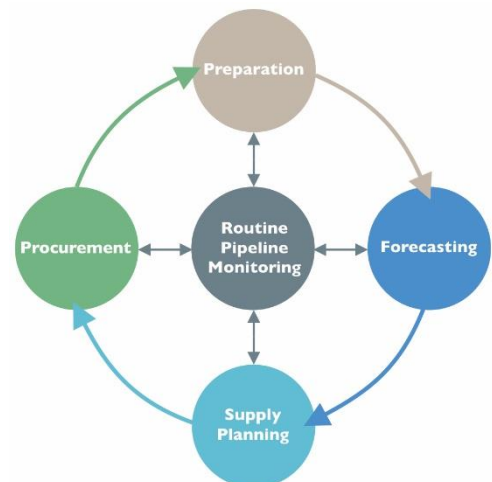 Preparation
Procurement
Routine
Pipeline
Monitoring
Forecasting
Supply
Planning